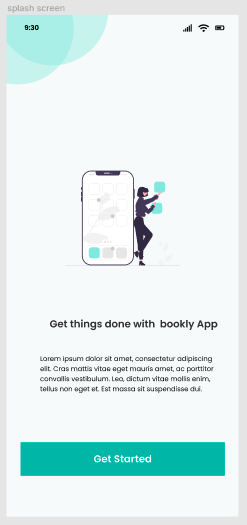 splash screen
9:30
Get things done with bookly App
Lorem ipsum dolor sit amet, consectetur adipiscing
elit. Cras mattis vitae eget mauris amet, ac porttitor
convallis vestibulum. Leo, dictum vitae mollis enim,
tellus non eget et. Est massa sit suspendisse dui.
Get Started